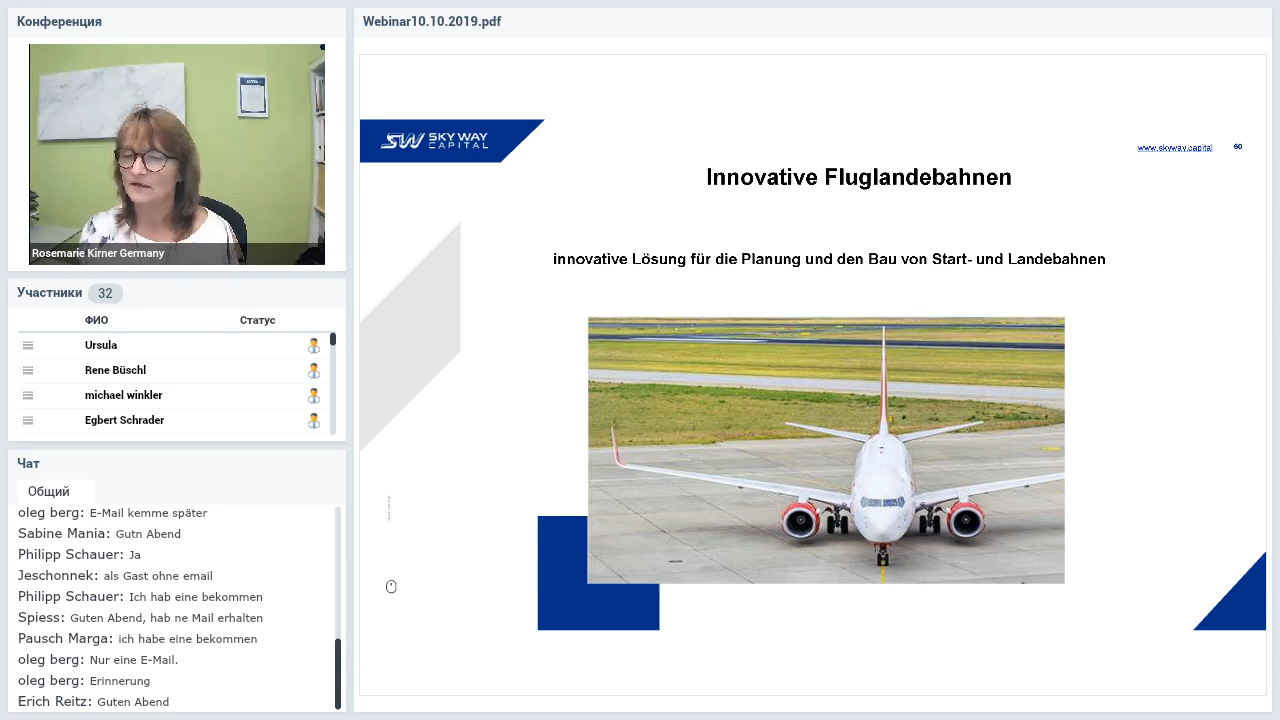 Конференция
Rosemarie Kirner Germany
Участники 32
ФИО Статус
Ursula
Rene Büschl
michael winkler
Egbert Schrader
Чат
Общий
oleg berg: E-Mail kemme später
Sabine Mania: Gutn Abend
Philipp Schauer: Ja
Jeschonnek: als Gast ohne email
Philipp Schauer: Ich hab eine bekommen
Spiess: Guten Abend, hab ne Mail erhalten
Pausch Marga: ich habe eine bekommen
oleg berg: Nur eine E-Mail.
oleg berg: Erinnerung
Erich Reitz: Guten Abend
Webinar10.10.2019.pdf
SW SKY WAY
CAPITAL
www.skyway.capital 60
Innovative Fluglandebahnen
innovative Lösung für die Planung und den Bau von Start- und Landebahnen